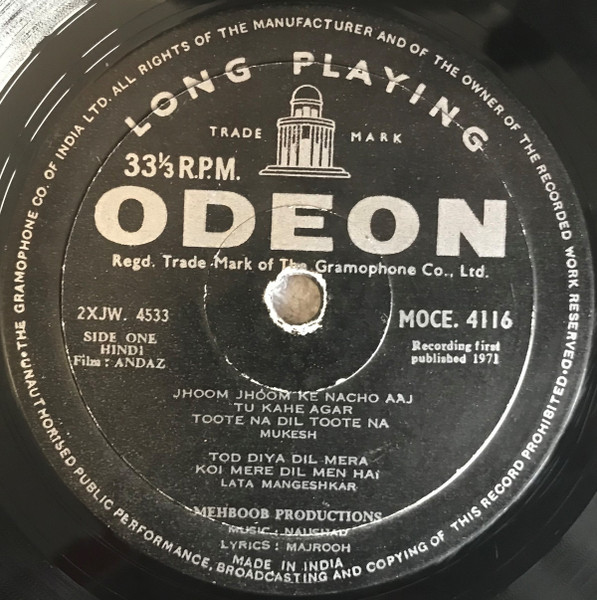 UNAUTHORISED PUBLIC PERFORMANCE, BROADCASTING AND COPYING OF THIS RECORD PROHIBITED. THE GRAMOPHONE CO. OF INDIA LTD. ALL RIGHTS OF THE MANUFACTURER AND OF THE OWNER OF THE RECORDED WORK RESERVED.
LONG PLAYING
TRADE MARK
33⅓ R.P.M.
ODEON
Regd. Trade Mark of The Gramophone Co., Ltd.
2XJW. 4533
MOCE. 4116
SIDE ONE
HINDI
Film : ANDAZ
Recording first
published 1971
JHOOM JHOOM KE NACHO AAJ
TU KAHE AGAR
TOOTE NA DIL TOOTE NA
MUKESH
TOD DIYA DIL MERA
KOI MERE DIL MEN HAI
LATA MANGESHKAR
MEHBOOB PRODUCTIONS
MUSIC : NAUSHAD
LYRICS : MAJROOH
MADE IN INDIA